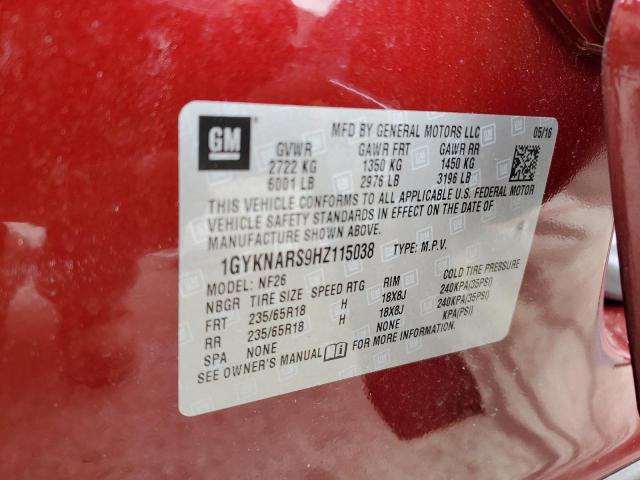 GM
MFD BY GENERAL MOTORS LLC 05/16
GVWR GAWR FRT GAWR RR
2722 KG 1350 KG 1450 KG
6001 LB 2976 LB 3196 LB
THIS VEHICLE CONFORMS TO ALL APPLICABLE U.S. FEDERAL MOTOR
VEHICLE SAFETY STANDARDS IN EFFECT ON THE DATE OF
MANUFACTURE SHOWN ABOVE.
1GYKNARS9HZ115038 TYPE: M.P.V.
MODEL: NF26
NBGR TIRE SIZE SPEED RTG RIM COLD TIRE PRESSURE
FRT 235/65R18 H 18X8J 240KPA(35PSI)
RR 235/65R18 H 18X8J 240KPA(35PSI)
SPA NONE NONE KPA(PSI)
SEE OWNER'S MANUAL FOR MORE INFORMATION.